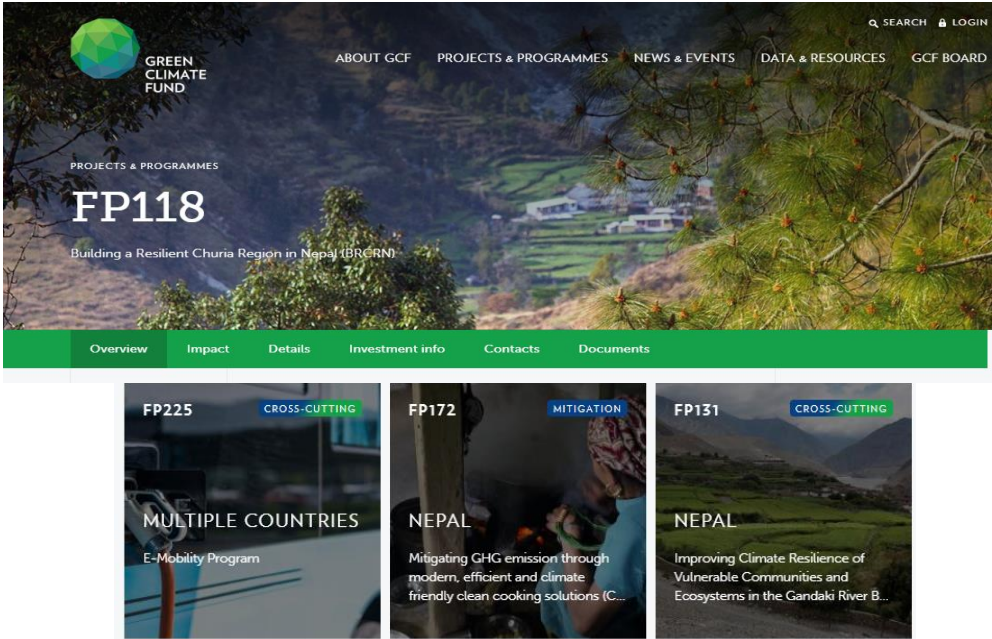 SEARCH LOGIN
GREEN
CLIMATE
FUND
ABOUT GCF PROJECTS & PROGRAMMES NEWS & EVENTS DATA & RESOURCES GCF BOARD
PROJECTS & PROGRAMMES
FP118
Building a Resilient Churia Region in Nepal (BRCRN)
Overview Impact Details Investment info Contacts Documents
FP225 CROSS-CUTTING
MULTIPLE COUNTRIES
E-Mobility Program
FP172 MITIGATION
NEPAL
Mitigating GHG emission through
modern, efficient and climate
friendly clean cooking solutions (C...
FP131 CROSS-CUTTING
NEPAL
Improving Climate Resilience of
Vulnerable Communities and
Ecosystems in the Gandaki River B...